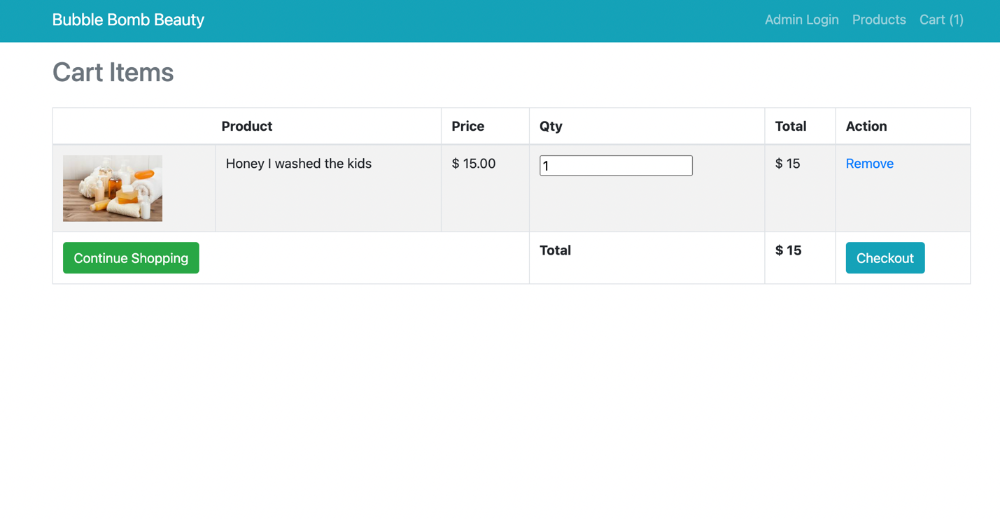 Bubble Bomb Beauty Admin Login Products Cart (1)
Cart Items
Product Price Qty Total Action
Honey I washed the kids $ 15.00 1 $ 15 Remove
Continue Shopping Total $ 15 Checkout